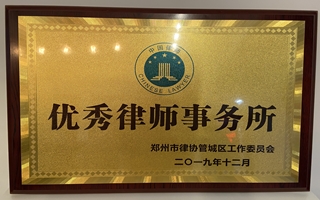 中国律师
CHINESE LAWYER
优秀律师事务所
郑州市律协管城区工作委员会
二〇一九年十二月